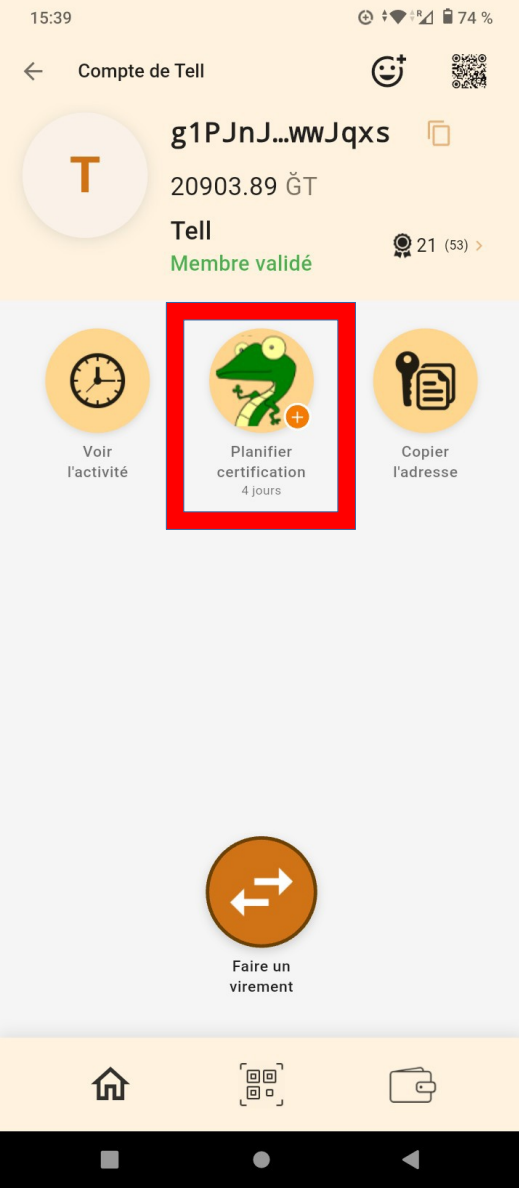 15:39
R
74 %
Compte de Tell
g1PJnJ…wwJqxs
20903.89 ĞT
Tell
21 (53)
Membre validé
T
Voir
l'activité
Planifier
certification
4 jours
Copier
l'adresse
Faire un
virement